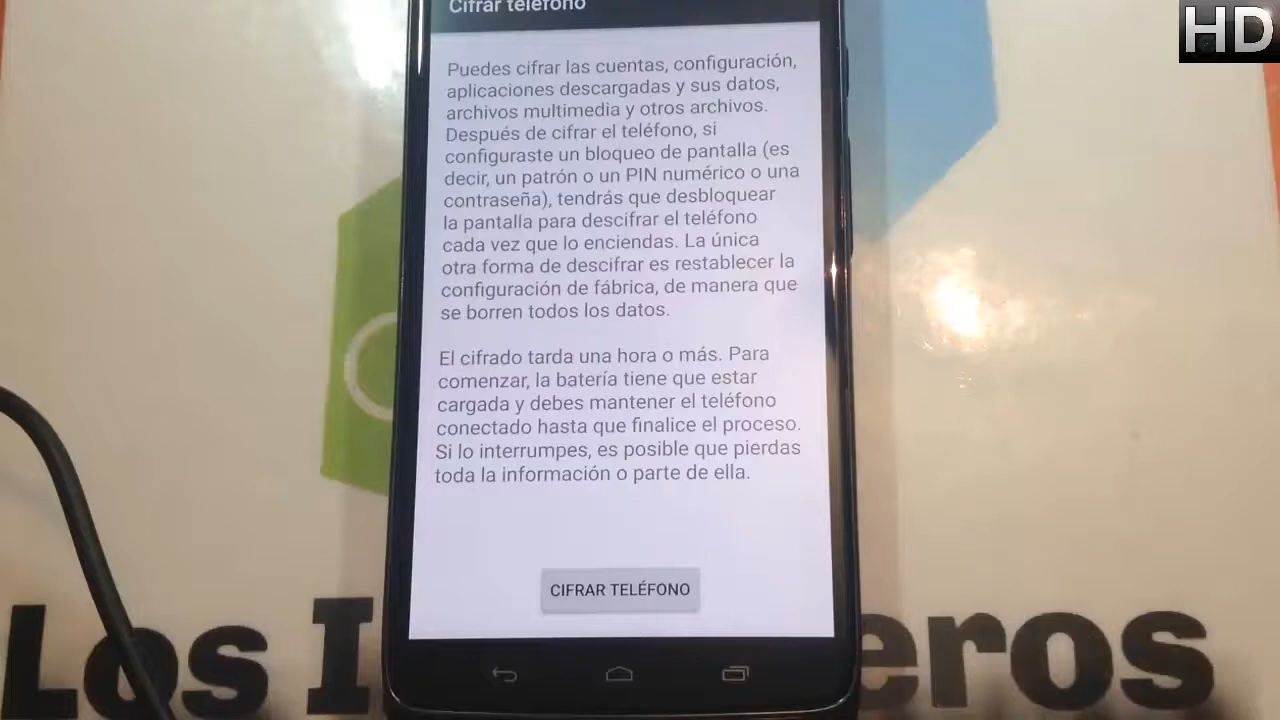 HD
Cifrar teléfono
Puedes cifrar las cuentas, configuración,
aplicaciones descargadas y sus datos,
archivos multimedia y otros archivos.
Después de cifrar el teléfono, si
configuraste un bloqueo de pantalla (es
decir, un patrón o un PIN numérico o una
contraseña), tendrás que desbloquear
la pantalla para descifrar el teléfono
cada vez que lo enciendas. La única
otra forma de descifrar es restablecer la
configuración de fábrica, de manera que
se borren todos los datos.
El cifrado tarda una hora o más. Para
comenzar, la batería tiene que estar
cargada y debes mantener el teléfono
conectado hasta que finalice el proceso.
Si lo interrumpes, es posible que pierdas
toda la información o parte de ella.
CIFRAR TELÉFONO
Los I eros